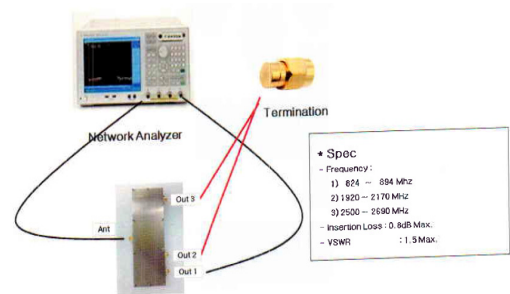 Termination
Network Analyzer
* Spec
- Frequency :
1) 824 ~ 894 Mhz
2) 1920 ~ 2170 MHz
3) 2500 ~ 2690 MHz
- Insertion Loss : 0.8dB Max.
- VSWR : 1.5 Max.
Out 3
Ant
Out 2
Out 1